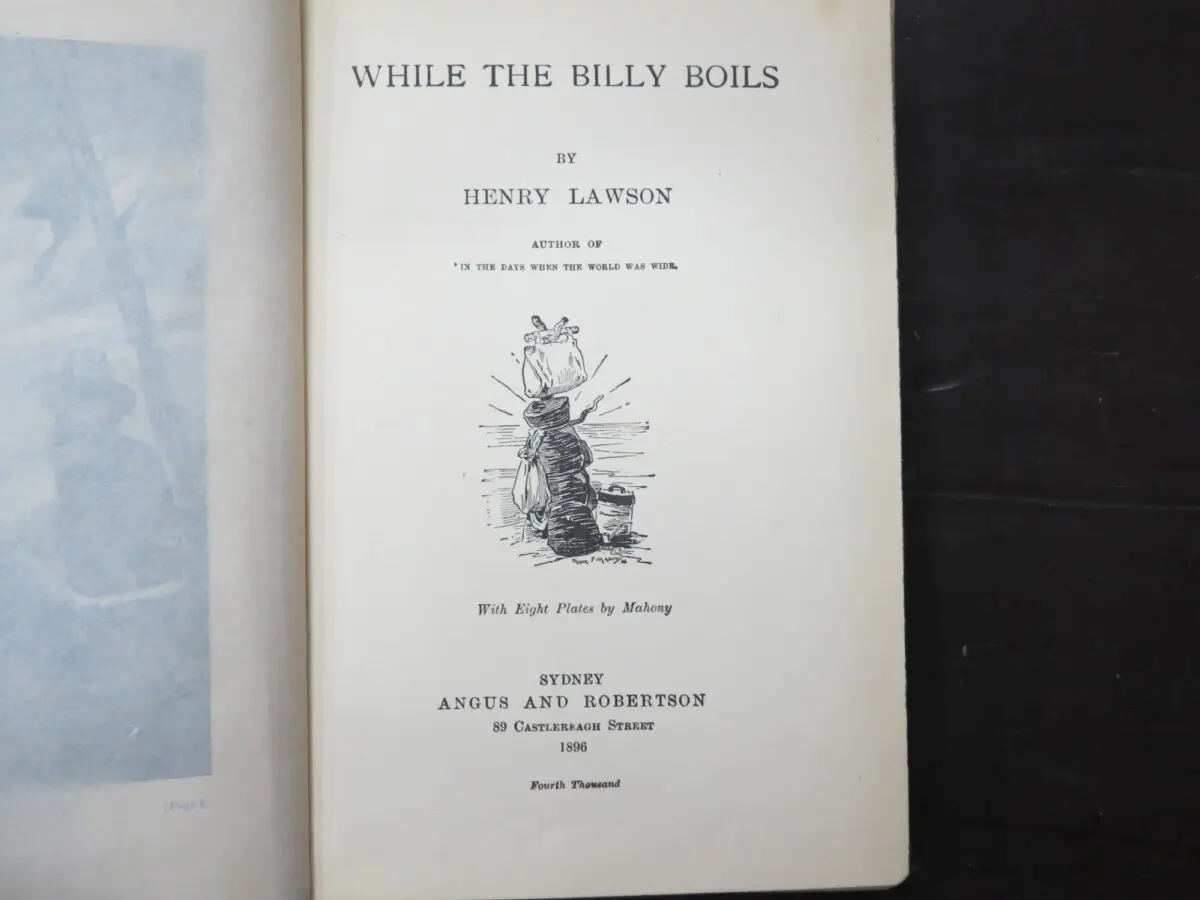 WHILE THE BILLY BOILS
BY
HENRY LAWSON
AUTHOR OF
'IN THE DAYS WHEN THE WORLD WAS WIDE.
With Eight Plates by Mahony
SYDNEY
ANGUS AND ROBERTSON
89 CASTLEREAGH STREET
1896
Fourth Thousand